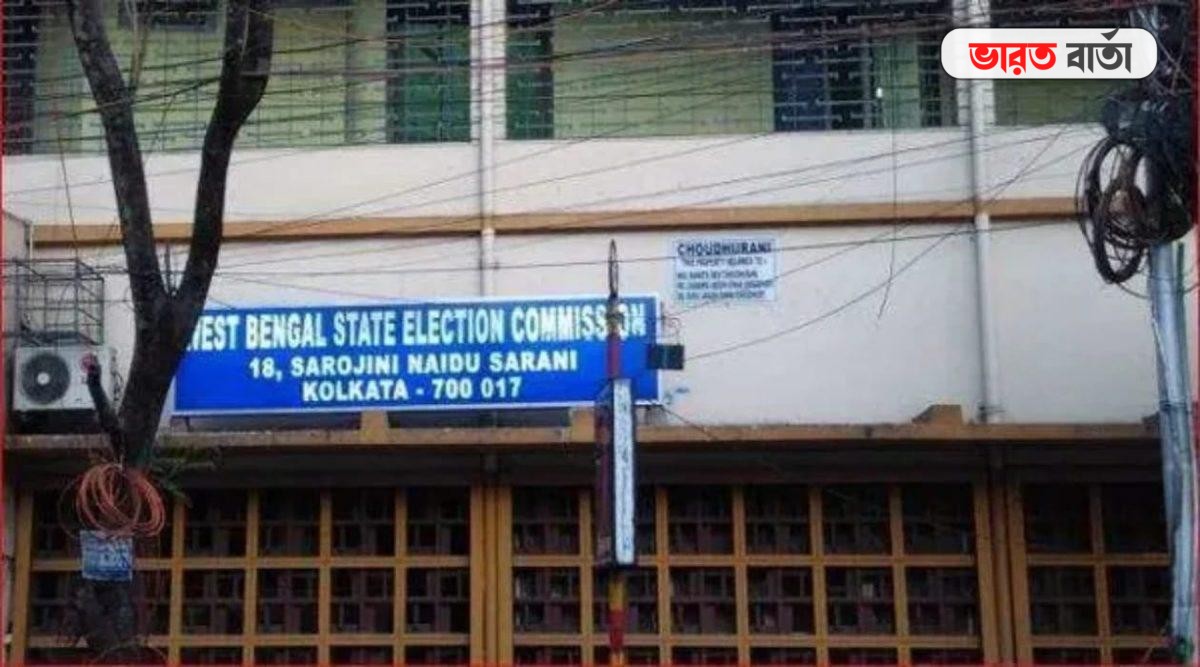 ভারত বার্তা
CHOUDHURANI
WEST BENGAL STATE ELECTION COMMISSION
18, SAROJINI NAIDU SARANI
KOLKATA - 700 017